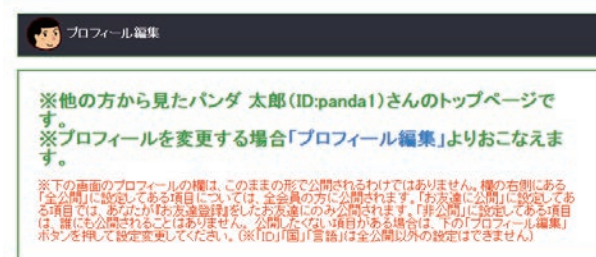 プロフィール編集
※他の方から見たパンダ 太郎(ID:panda1)さんのトップページで
す。
※プロフィールを変更する場合「プロフィール編集」よりおこなえま
す。
※下の画面のプロフィールの欄は、このままの形で公開されるわけではありません。欄の右側にある
「全公開」に設定してある項目については、全会員の方に公開されます。「お友達に公開」に設定してあ
る項目では、あなたが『お友達登録』をしたお友達にのみ公開されます。「非公開」に設定してある項目
は、誰にも公開されることはありません。公開したくない項目がある場合は、下の「プロフィール編集」
ボタンを押して設定変更してください。(※「ID」「国」「言語」は全公開以外の設定はできません)